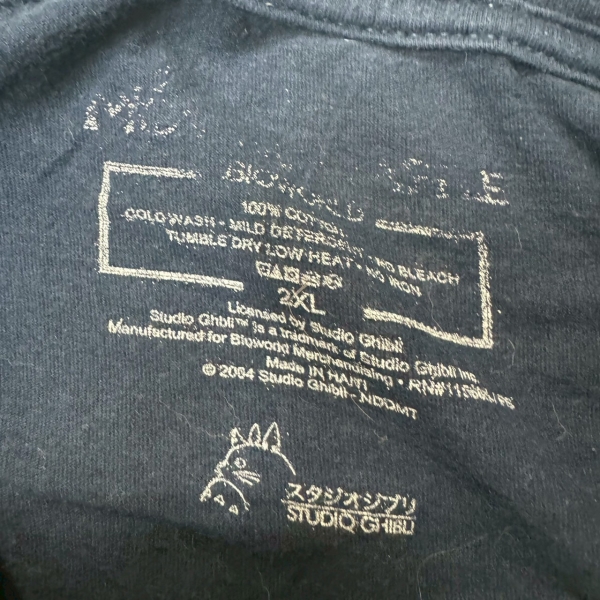 BIOWORLD
100% COTTON
COLD WASH • MILD DETERGENT • NO BLEACH
TUMBLE DRY LOW HEAT • NO IRON
2XL
Licensed by Studio Ghibli
Studio Ghbli™ is a trademark of Studio Ghibli Inc.
Manufactured for Bioworld Merchandising •
Made IN HAITI
© 2004 Studio Ghibli - NDDMT
スタジオジブリ
STUDIO GHIBLI